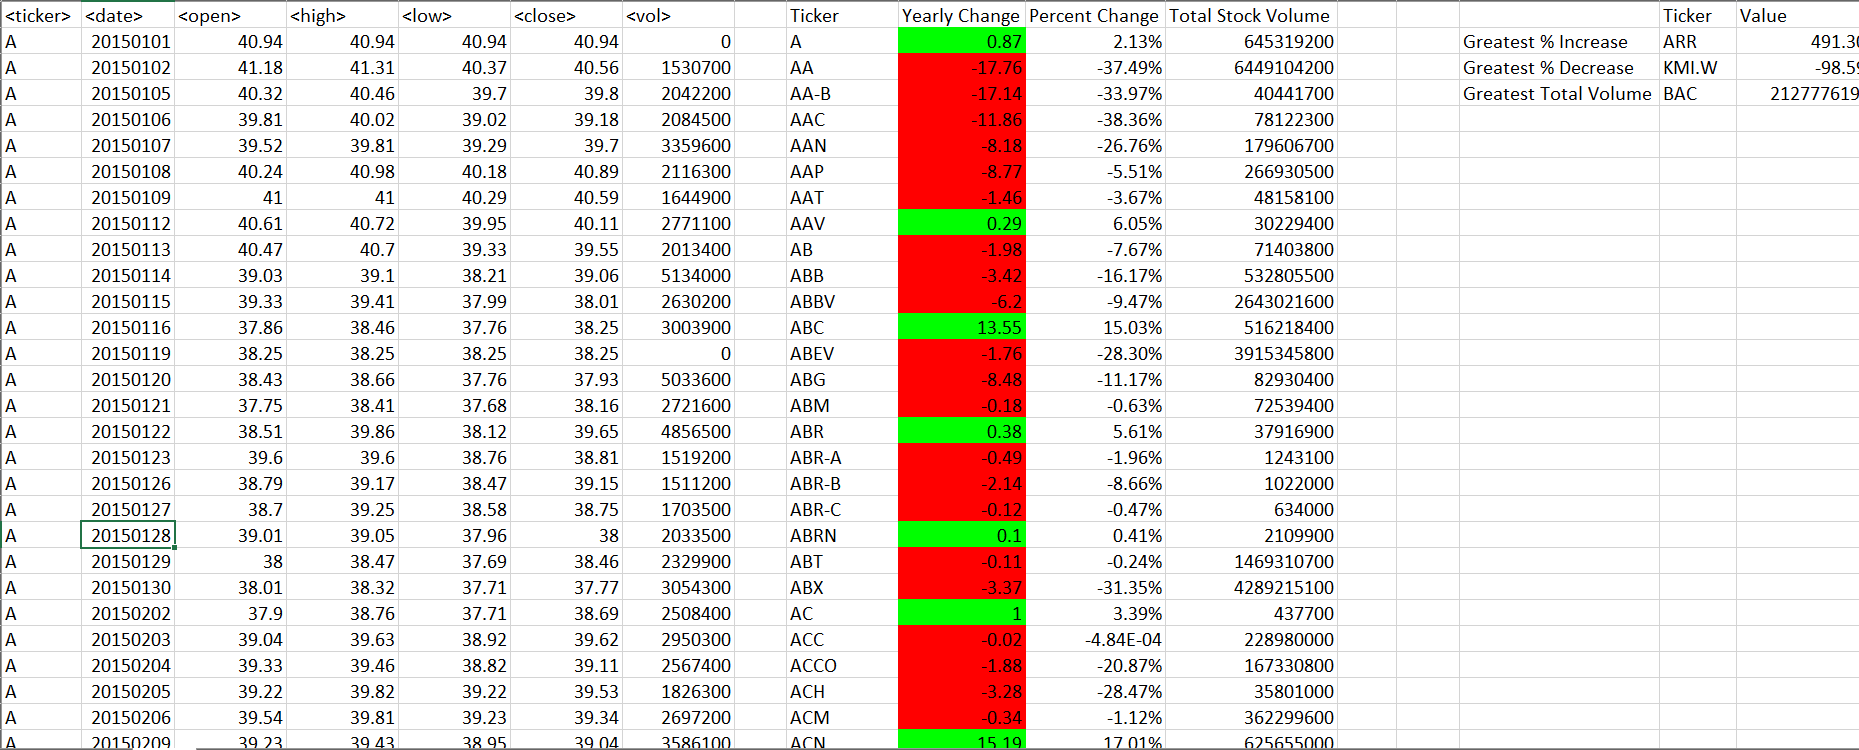 <ticker> <date> <open> <high> <low> <close> <vol> Ticker Yearly Change Percent Change Total Stock Volume Ticker Value
A 20150101 40.94 40.94 40.94 40.94 0 A 0.87 2.13% 645319200 Greatest % Increase ARR 491.3
A 20150102 41.18 41.31 40.37 40.56 1530700 AA -17.76 -37.49% 6449104200 Greatest % Decrease KMI.W -98.5
A 20150105 40.32 40.46 39.7 39.8 2042200 AA-B -17.14 -33.97% 40441700 Greatest Total Volume BAC 212777619
A 20150106 39.81 40.02 39.02 39.18 2084500 AAC -11.86 -38.36% 78122300
A 20150107 39.52 39.81 39.29 39.7 3359600 AAN -8.18 -26.76% 179606700
A 20150108 40.24 40.98 40.18 40.89 2116300 AAP -8.77 -5.51% 266930500
A 20150109 41 41 40.29 40.59 1644900 AAT -1.46 -3.67% 48158100
A 20150112 40.61 40.72 39.95 40.11 2771100 AAV 0.29 6.05% 30229400
A 20150113 40.47 40.7 39.33 39.55 2013400 AB -1.98 -7.67% 71403800
A 20150114 39.03 39.1 38.21 39.06 5134000 ABB -3.42 -16.17% 532805500
A 20150115 39.33 39.41 37.99 38.01 2630200 ABBV -6.2 -9.47% 2643021600
A 20150116 37.86 38.46 37.76 38.25 3003900 ABC 13.55 15.03% 516218400
A 20150119 38.25 38.25 38.25 38.25 0 ABEV -1.76 -28.30% 3915345800
A 20150120 38.43 38.66 37.76 37.93 5033600 ABG -8.48 -11.17% 82930400
A 20150121 37.75 38.41 37.68 38.16 2721600 ABM -0.18 -0.63% 72539400
A 20150122 38.51 39.86 38.12 39.65 4856500 ABR 0.38 5.61% 37916900
A 20150123 39.6 39.6 38.76 38.81 1519200 ABR-A -0.49 -1.96% 1243100
A 20150126 38.79 39.17 38.47 39.15 1511200 ABR-B -2.14 -8.66% 1022000
A 20150127 38.7 39.25 38.58 38.75 1703500 ABR-C -0.12 -0.47% 634000
A 20150128 39.01 39.05 37.96 38 2033500 ABRN 0.1 0.41% 2109900
A 20150129 38 38.47 37.69 38.46 2329900 ABT -0.11 -0.24% 1469310700
A 20150130 38.01 38.32 37.71 37.77 3054300 ABX -3.37 -31.35% 4289215100
A 20150202 37.9 38.76 37.71 38.69 2508400 AC 1 3.39% 437700
A 20150203 39.04 39.63 38.92 39.62 2950300 ACC -0.02 -4.84E-04 228980000
A 20150204 39.33 39.46 38.82 39.11 2567400 ACCO -1.88 -20.87% 167330800
A 20150205 39.22 39.82 39.22 39.53 1826300 ACH -3.28 -28.47% 35801000
A 20150206 39.54 39.81 39.23 39.34 2697200 ACM -0.34 -1.12% 362299600
A 20150209 39.23 39.43 38.95 39.04 3586100 ACN 15.19 17.01% 625655000